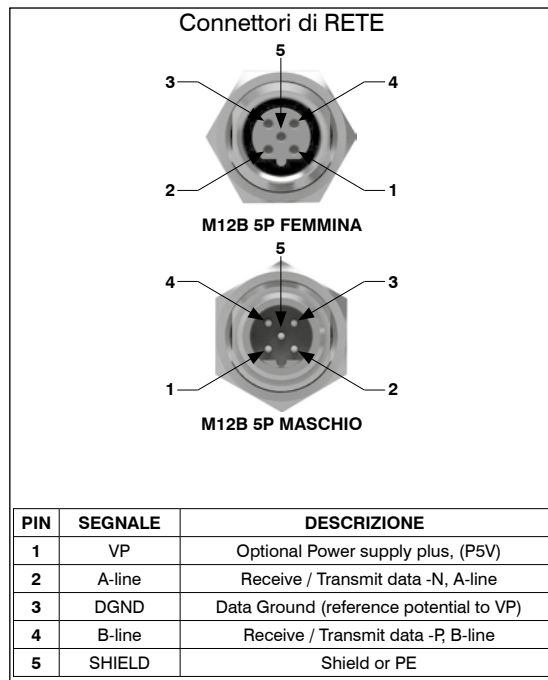 Connettori di RETE
5
3 4
2 1
M12B 5P FEMMINA
5
4 3
1 2
M12B 5P MASCHIO
PIN SEGNALE DESCRIZIONE
1 VP Optional Power supply plus, (P5V)
2 A-line Receive / Transmit data -N, A-line
3 DGND Data Ground (reference potential to VP)
4 B-line Receive / Transmit data -P, B-line
5 SHIELD Shield or PE